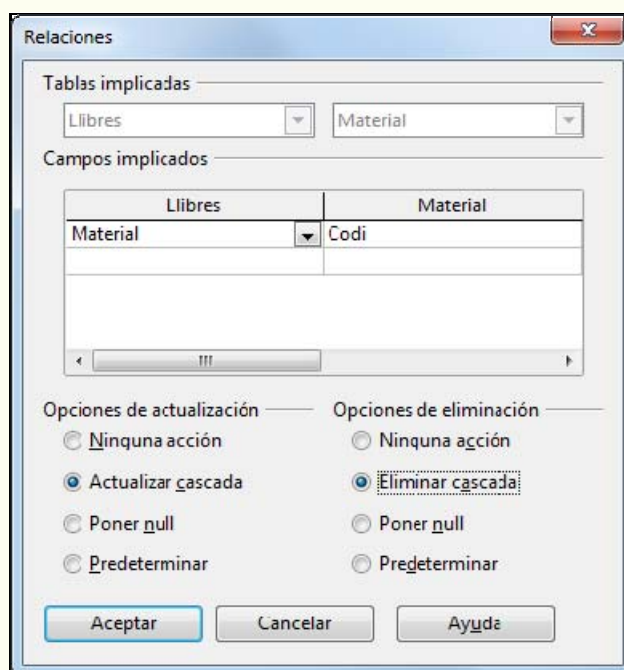 Relaciones
Tablas implicadas
Llibres Material
Campos implicados
Llibres Material
Material Codi
Opciones de actualización Opciones de eliminación
Ninguna acción Ninguna acción
Actualizar cascada Eliminar cascada
Poner null Poner null
Predeterminar Predeterminar
Aceptar Cancelar Ayuda